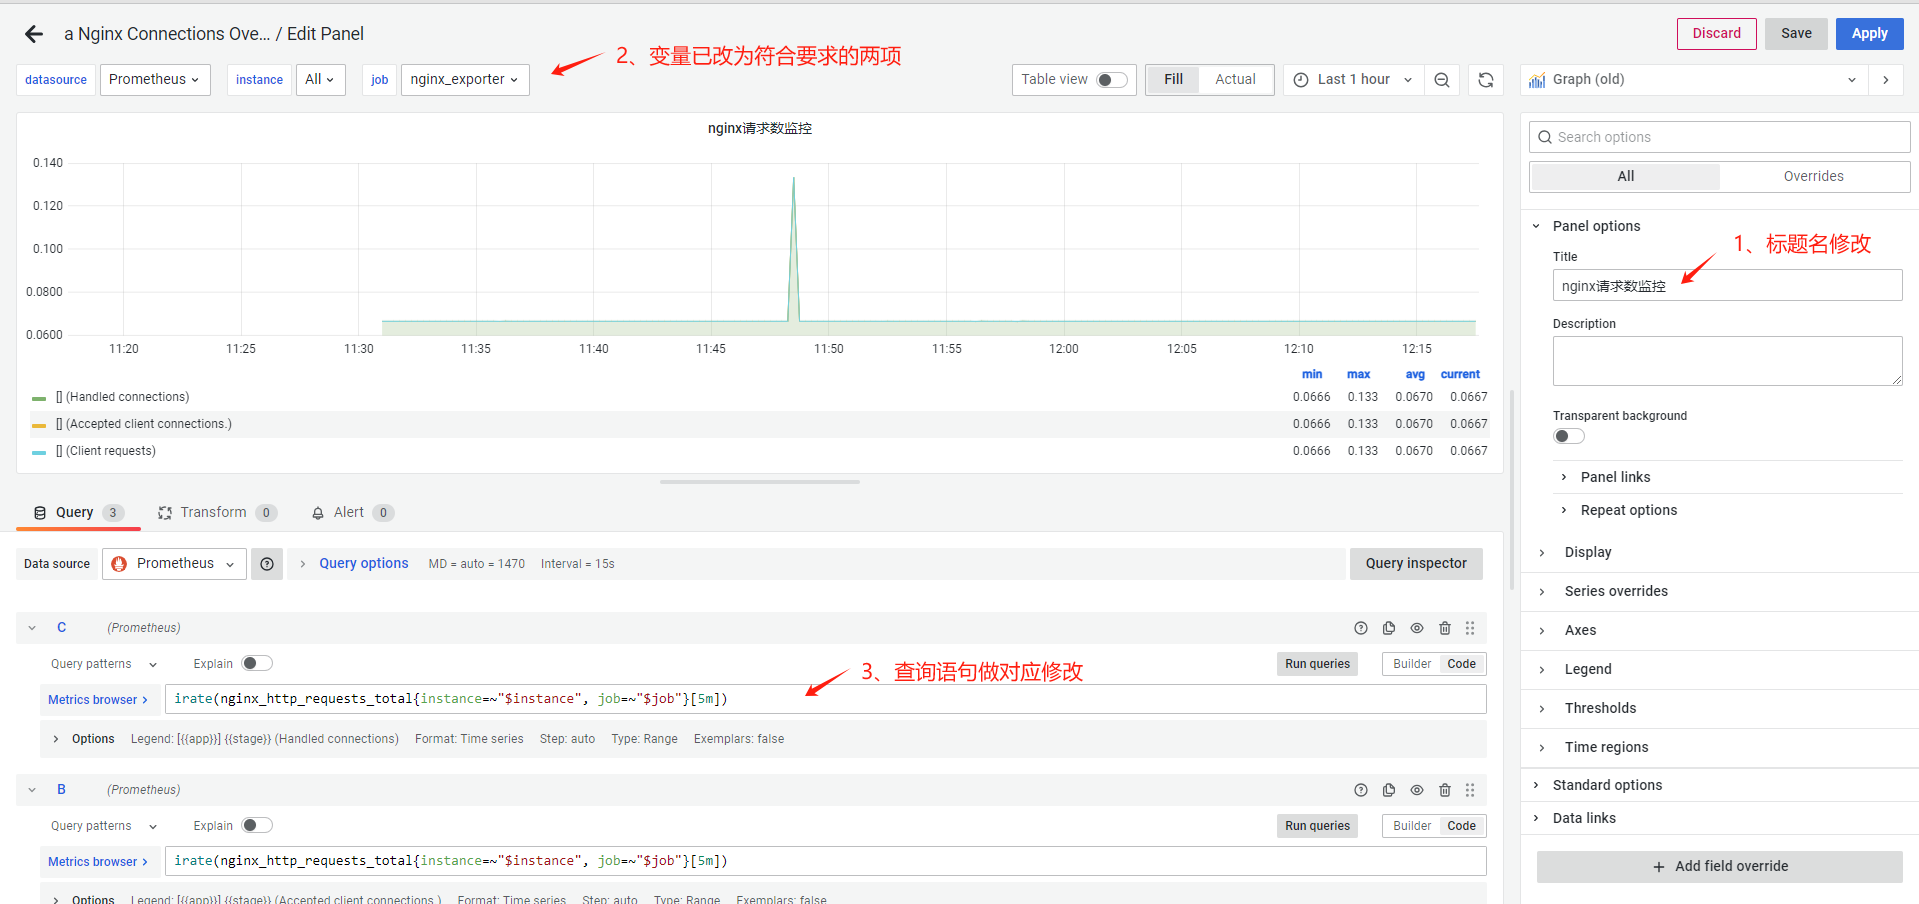 a Nginx Connections Ove... / Edit Panel
Discard
Save
Apply
datasource
Prometheus
instance
All
job
nginx_exporter
2、变量已改为符合要求的两项
Table view
Fill
Actual
Last 1 hour
Graph (old)
nginx请求数监控
0.140
0.120
0.100
0.0800
0.0600
11:20
11:25
11:30
11:35
11:40
11:45
11:50
11:55
12:00
12:05
12:10
12:15
min max avg current
[] (Handled connections) 0.0666 0.133 0.0670 0.0667
[] (Accepted client connections.) 0.0666 0.133 0.0670 0.0667
[] (Client requests) 0.0666 0.133 0.0670 0.0667
Query 3
Transform 0
Alert 0
Data source
Prometheus
Query options
MD = auto = 1470
Interval = 15s
Query inspector
C
(Prometheus)
Query patterns
Explain
Run queries
Builder
Code
3、查询语句做对应修改
Metrics browser >
irate(nginx_http_requests_total{instance=~"$instance", job=~"$job"}[5m])
Options
Legend: [{{app}}] {{stage}} (Handled connections)
Format: Time series
Step: auto
Type: Range
Exemplars: false
B
(Prometheus)
Query patterns
Explain
Run queries
Builder
Code
Metrics browser >
irate(nginx_http_requests_total{instance=~"$instance", job=~"$job"}[5m])
Options
Legend: [{{app}}] {{stage}} (Accepted client connections.)
Format: Time series
Step: auto
Type: Range
Exemplars: false
Search options
All
Overrides
Panel options
1、标题名修改
Title
nginx请求数监控
Description
Transparent background
Panel links
Repeat options
Display
Series overrides
Axes
Legend
Thresholds
Time regions
Standard options
Data links
+ Add field override